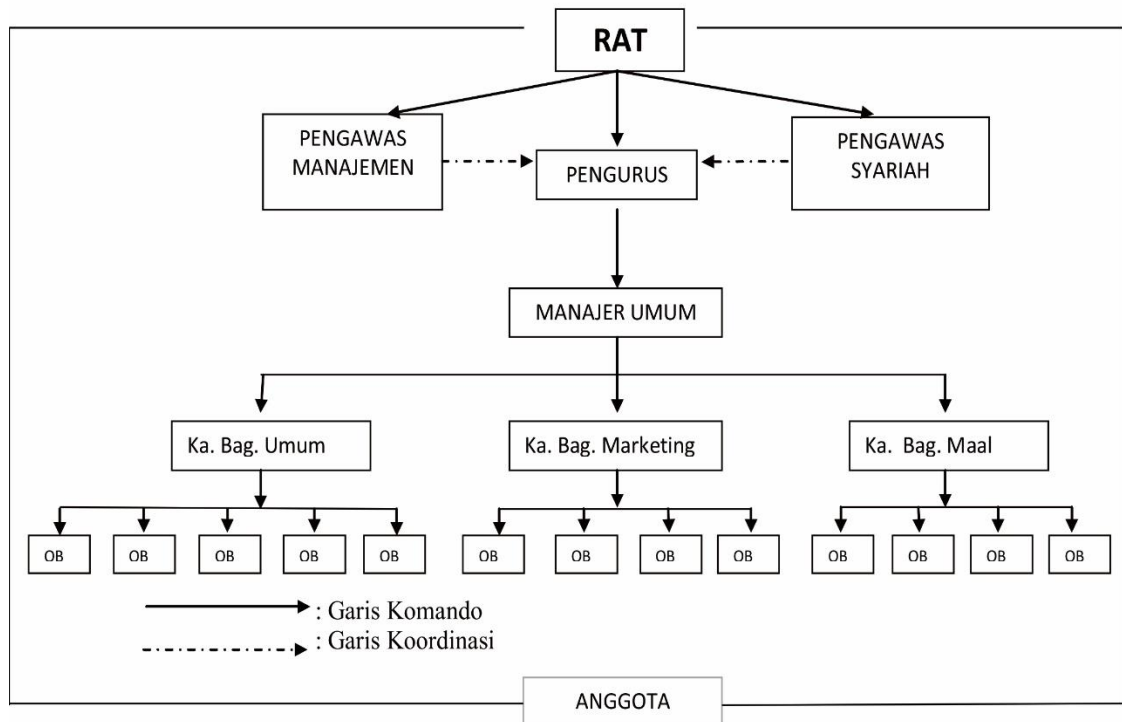 RAT
PENGAWAS
MANAJEMEN
PENGURUS
PENGAWAS
SYARIAH
MANAJER UMUM
Ka. Bag. Umum
Ka. Bag. Marketing
Ka. Bag. Maal
OB
OB
OB
OB
OB
OB
OB
OB
OB
OB
OB
OB
OB
: Garis Komando
: Garis Koordinasi
ANGGOTA